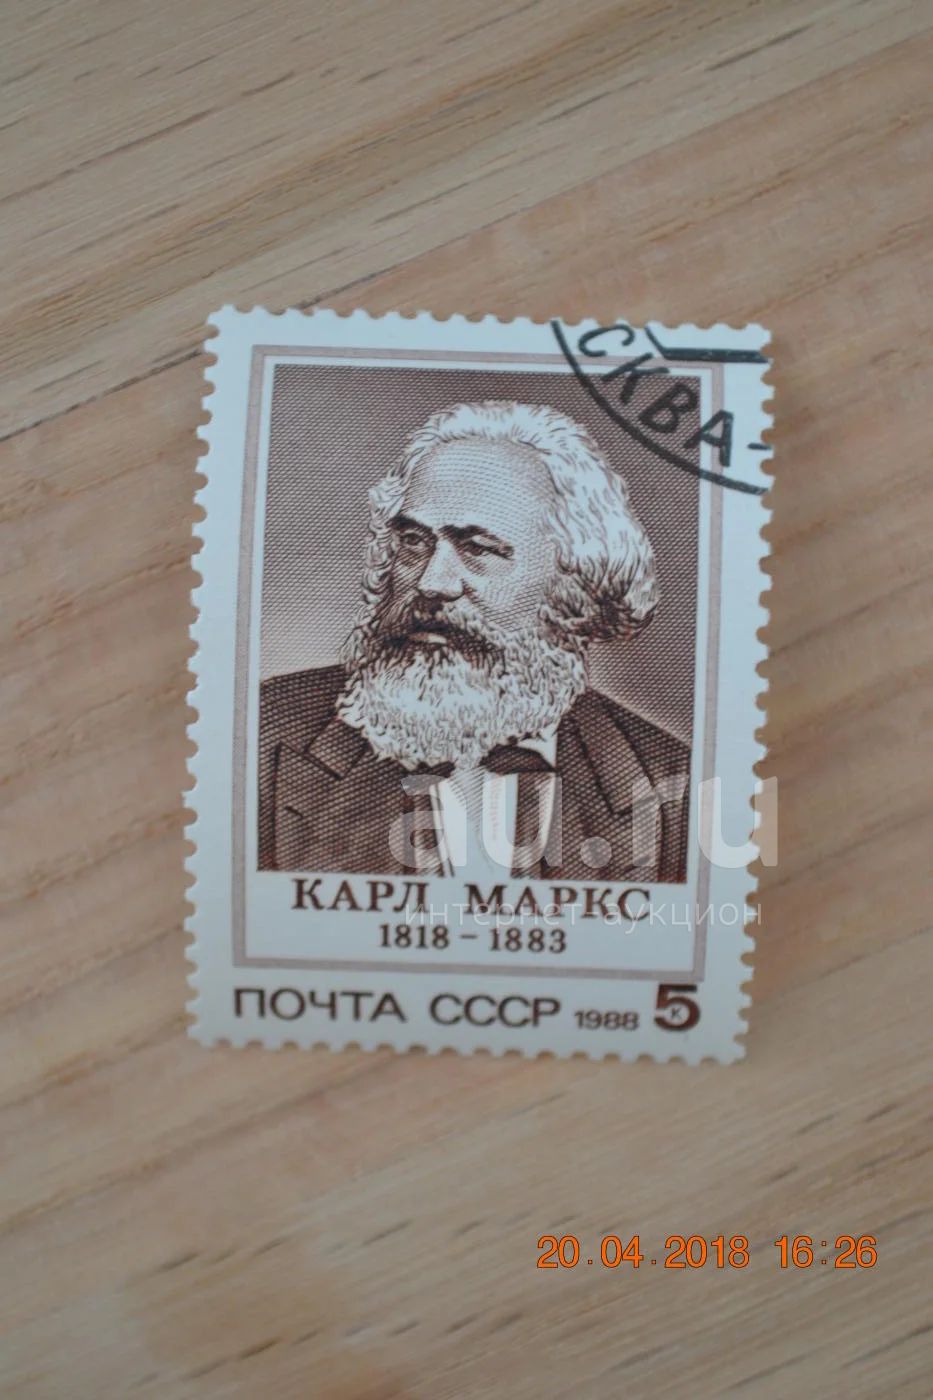 СКВА-
КАРЛ МАРКС
1818 - 1883
ПОЧТА СССР 1988 5 К
au.ru
интернет-аукцион
20.04.2018 16:26